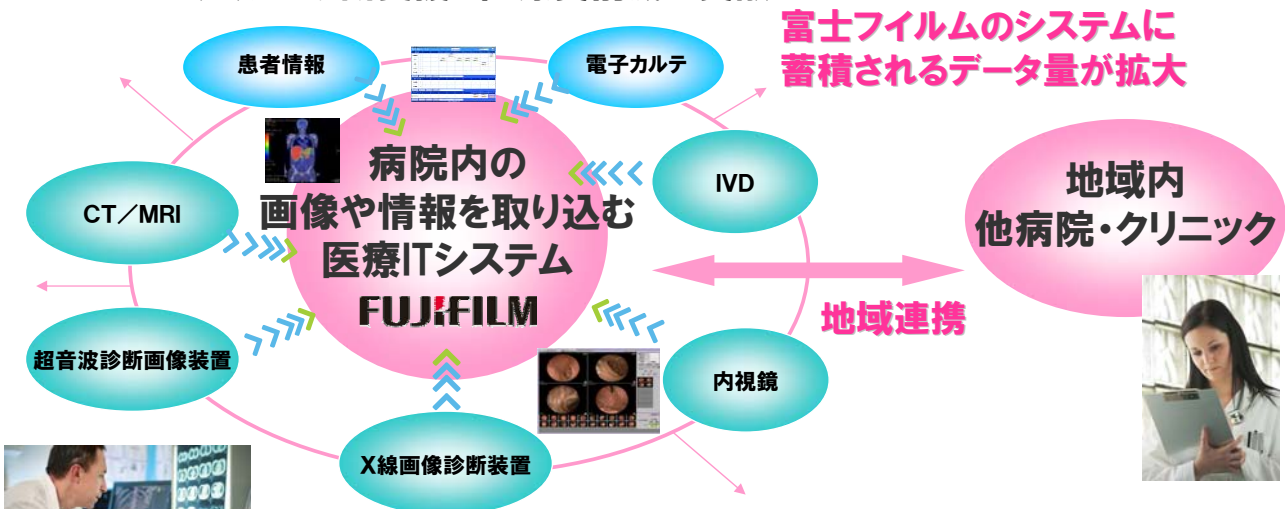 富士フイルムのシステムに
蓄積されるデータ量が拡大
患者情報
電子カルテ
病院内の
画像や情報を取り込む
医療ITシステム
FUJIFILM
CT/MRI
IVD
地域内
他病院・クリニック
地域連携
超音波診断画像装置
内視鏡
X線画像診断装置